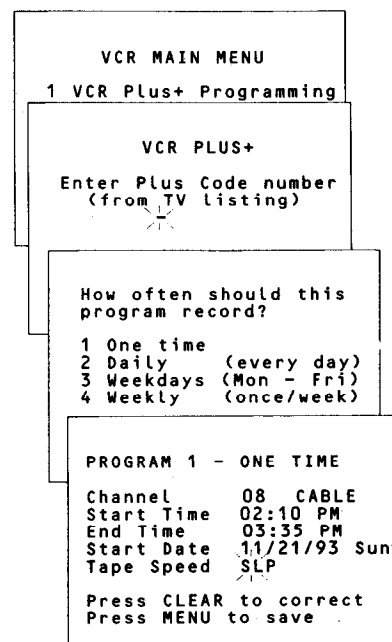 VCR MAIN MENU
1 VCR Plus+ Programming
VCR PLUS+
Enter Plus Code number
(from TV listing)
-
How often should this
program record?
1 One time
2 Daily (every day)
3 Weekdays (Mon - Fri)
4 Weekly (once/week)
PROGRAM 1 - ONE TIME
Channel 08 CABLE
Start Time 02:10 PM
End Time 03:35 PM
Start Date 11/21/93 Sun
Tape Speed SLP
Press CLEAR to correct
Press MENU to save